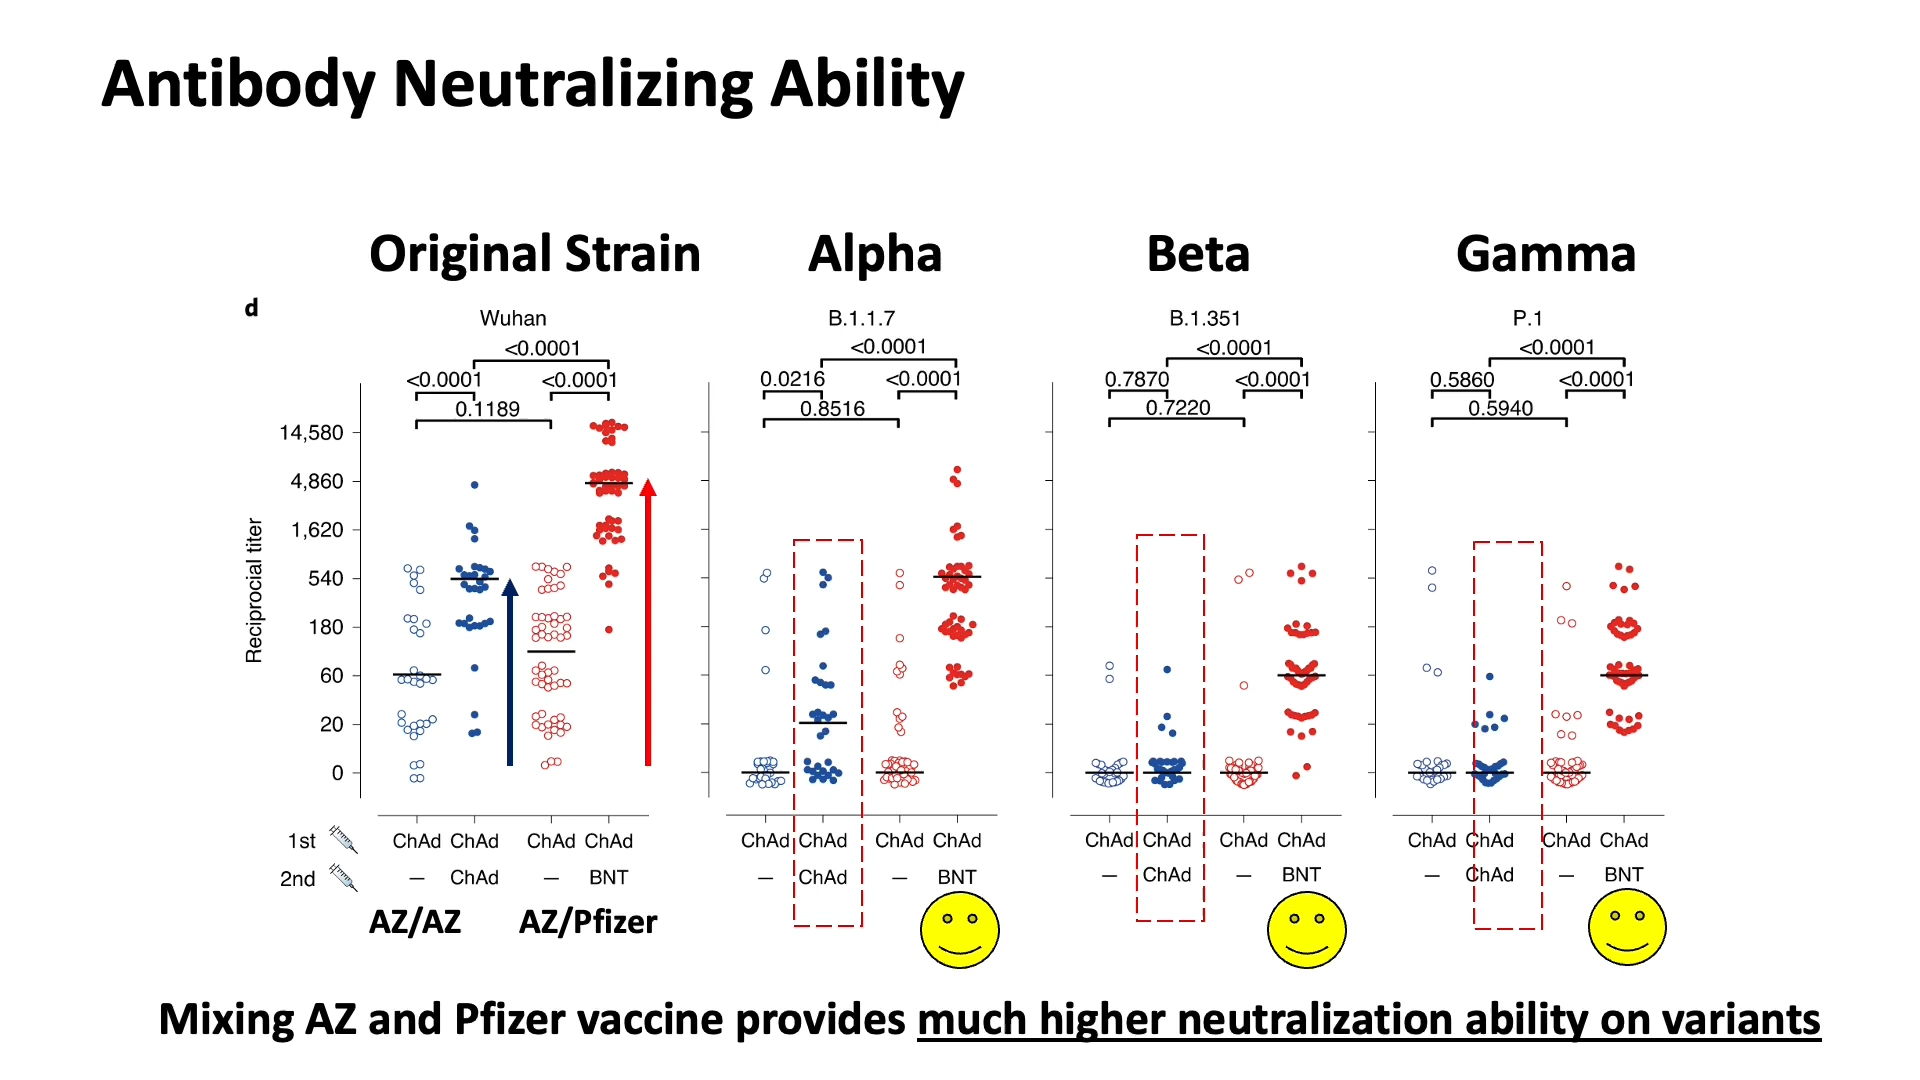 Antibody Neutralizing Ability
Original Strain Alpha Beta Gamma
d
Wuhan B.1.1.7 B.1.351 P.1
<0.0001 <0.0001 <0.0001 <0.0001
<0.0001 <0.0001 0.0216 <0.0001 0.7870 <0.0001 0.5860 <0.0001
0.1189 0.8516 0.7220 0.5940
Reciprocial titer
14,580
4,860
1,620
540
180
60
20
0
1st ChAd ChAd ChAd ChAd ChAd ChAd ChAd ChAd ChAd ChAd ChAd ChAd ChAd ChAd ChAd ChAd
2nd – ChAd – BNT – ChAd – BNT – ChAd – BNT – ChAd – BNT
AZ/AZ AZ/Pfizer
Mixing AZ and Pfizer vaccine provides much higher neutralization ability on variants